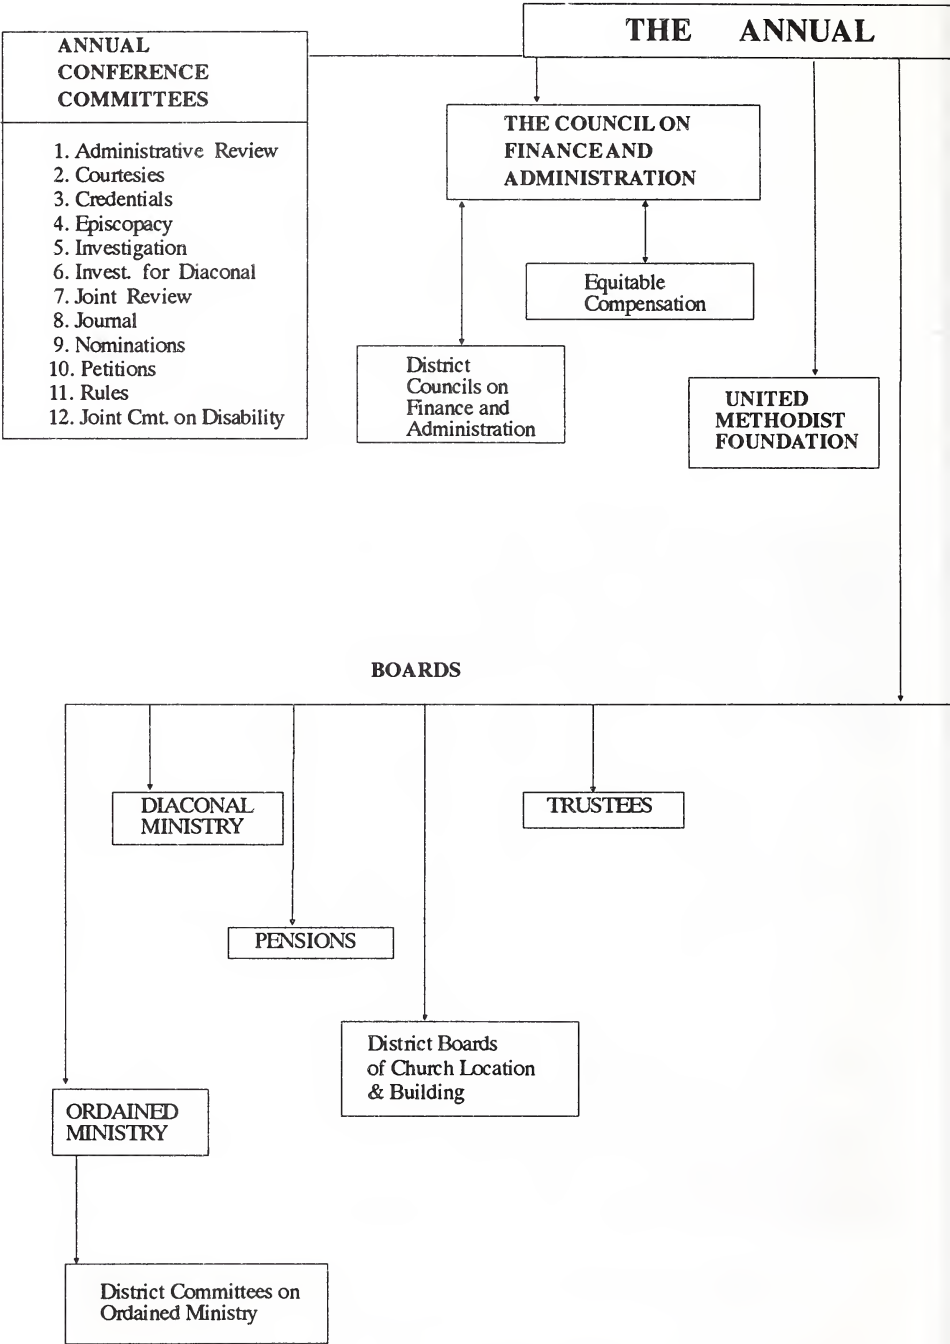 THE ANNUAL
ANNUAL
CONFERENCE
COMMITTEES
1. Administrative Review
2. Courtesies
3. Credentials
4. Episcopacy
5. Investigation
6. Invest. for Diaconal
7. Joint Review
8. Journal
9. Nominations
10. Petitions
11. Rules
12. Joint Cmt. on Disability
THE COUNCIL ON
FINANCE AND
ADMINISTRATION
Equitable
Compensation
District
Councils on
Finance and
Administration
UNITED
METHODIST
FOUNDATION
BOARDS
DIACONAL
MINISTRY
TRUSTEES
PENSIONS
District Boards
of Church Location
& Building
ORDAINED
MINISTRY
District Committees on
Ordained Ministry